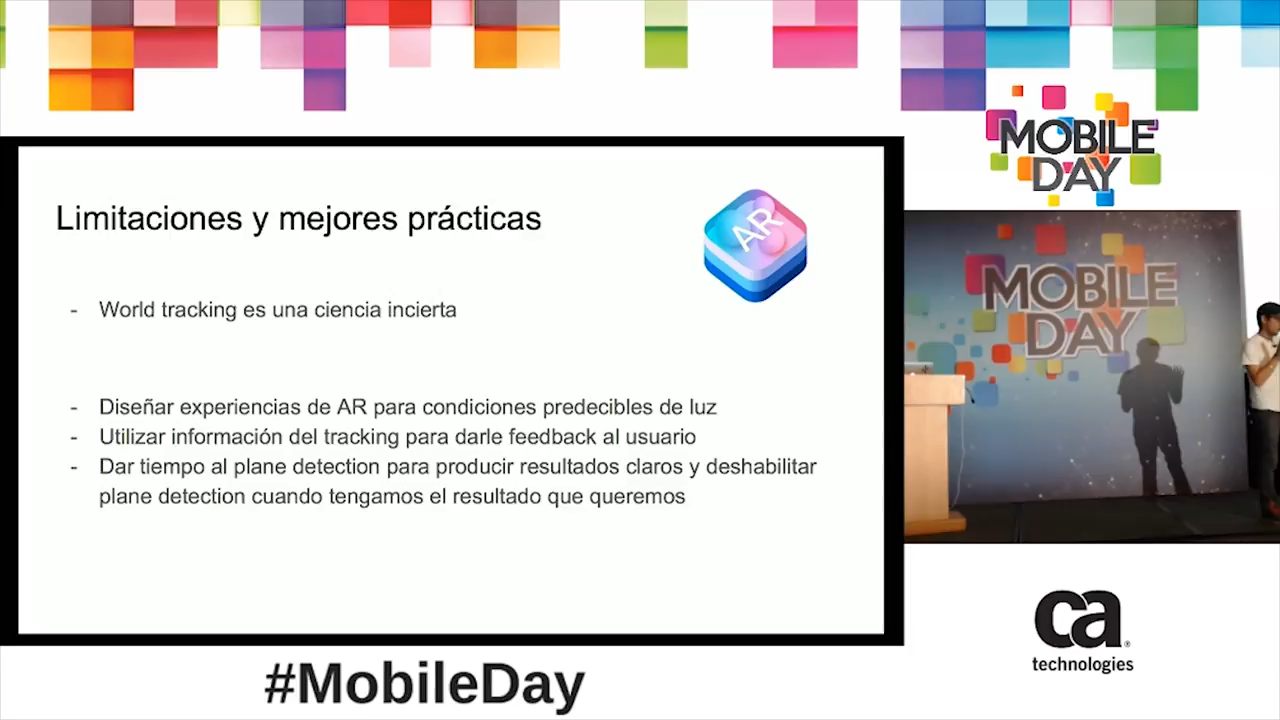 MOBILE
DAY
Limitaciones y mejores prácticas
AR
- World tracking es una ciencia incierta
- Diseñar experiencias de AR para condiciones predecibles de luz
- Utilizar información del tracking para darle feedback al usuario
- Dar tiempo al plane detection para producir resultados claros y deshabilitar
plane detection cuando tengamos el resultado que queremos
MOBILE
DAY
ca
technologies
#MobileDay